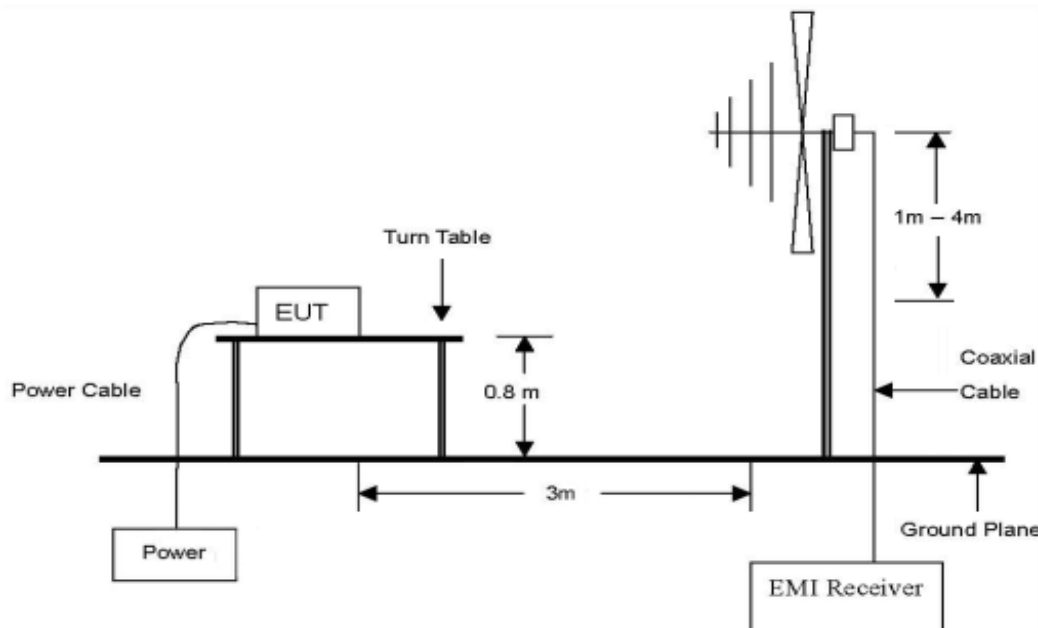 1m – 4m
Turn Table
EUT
Coaxial
Cable
Power Cable
0.8 m
3m
Ground Plane
Power
EMI Receiver